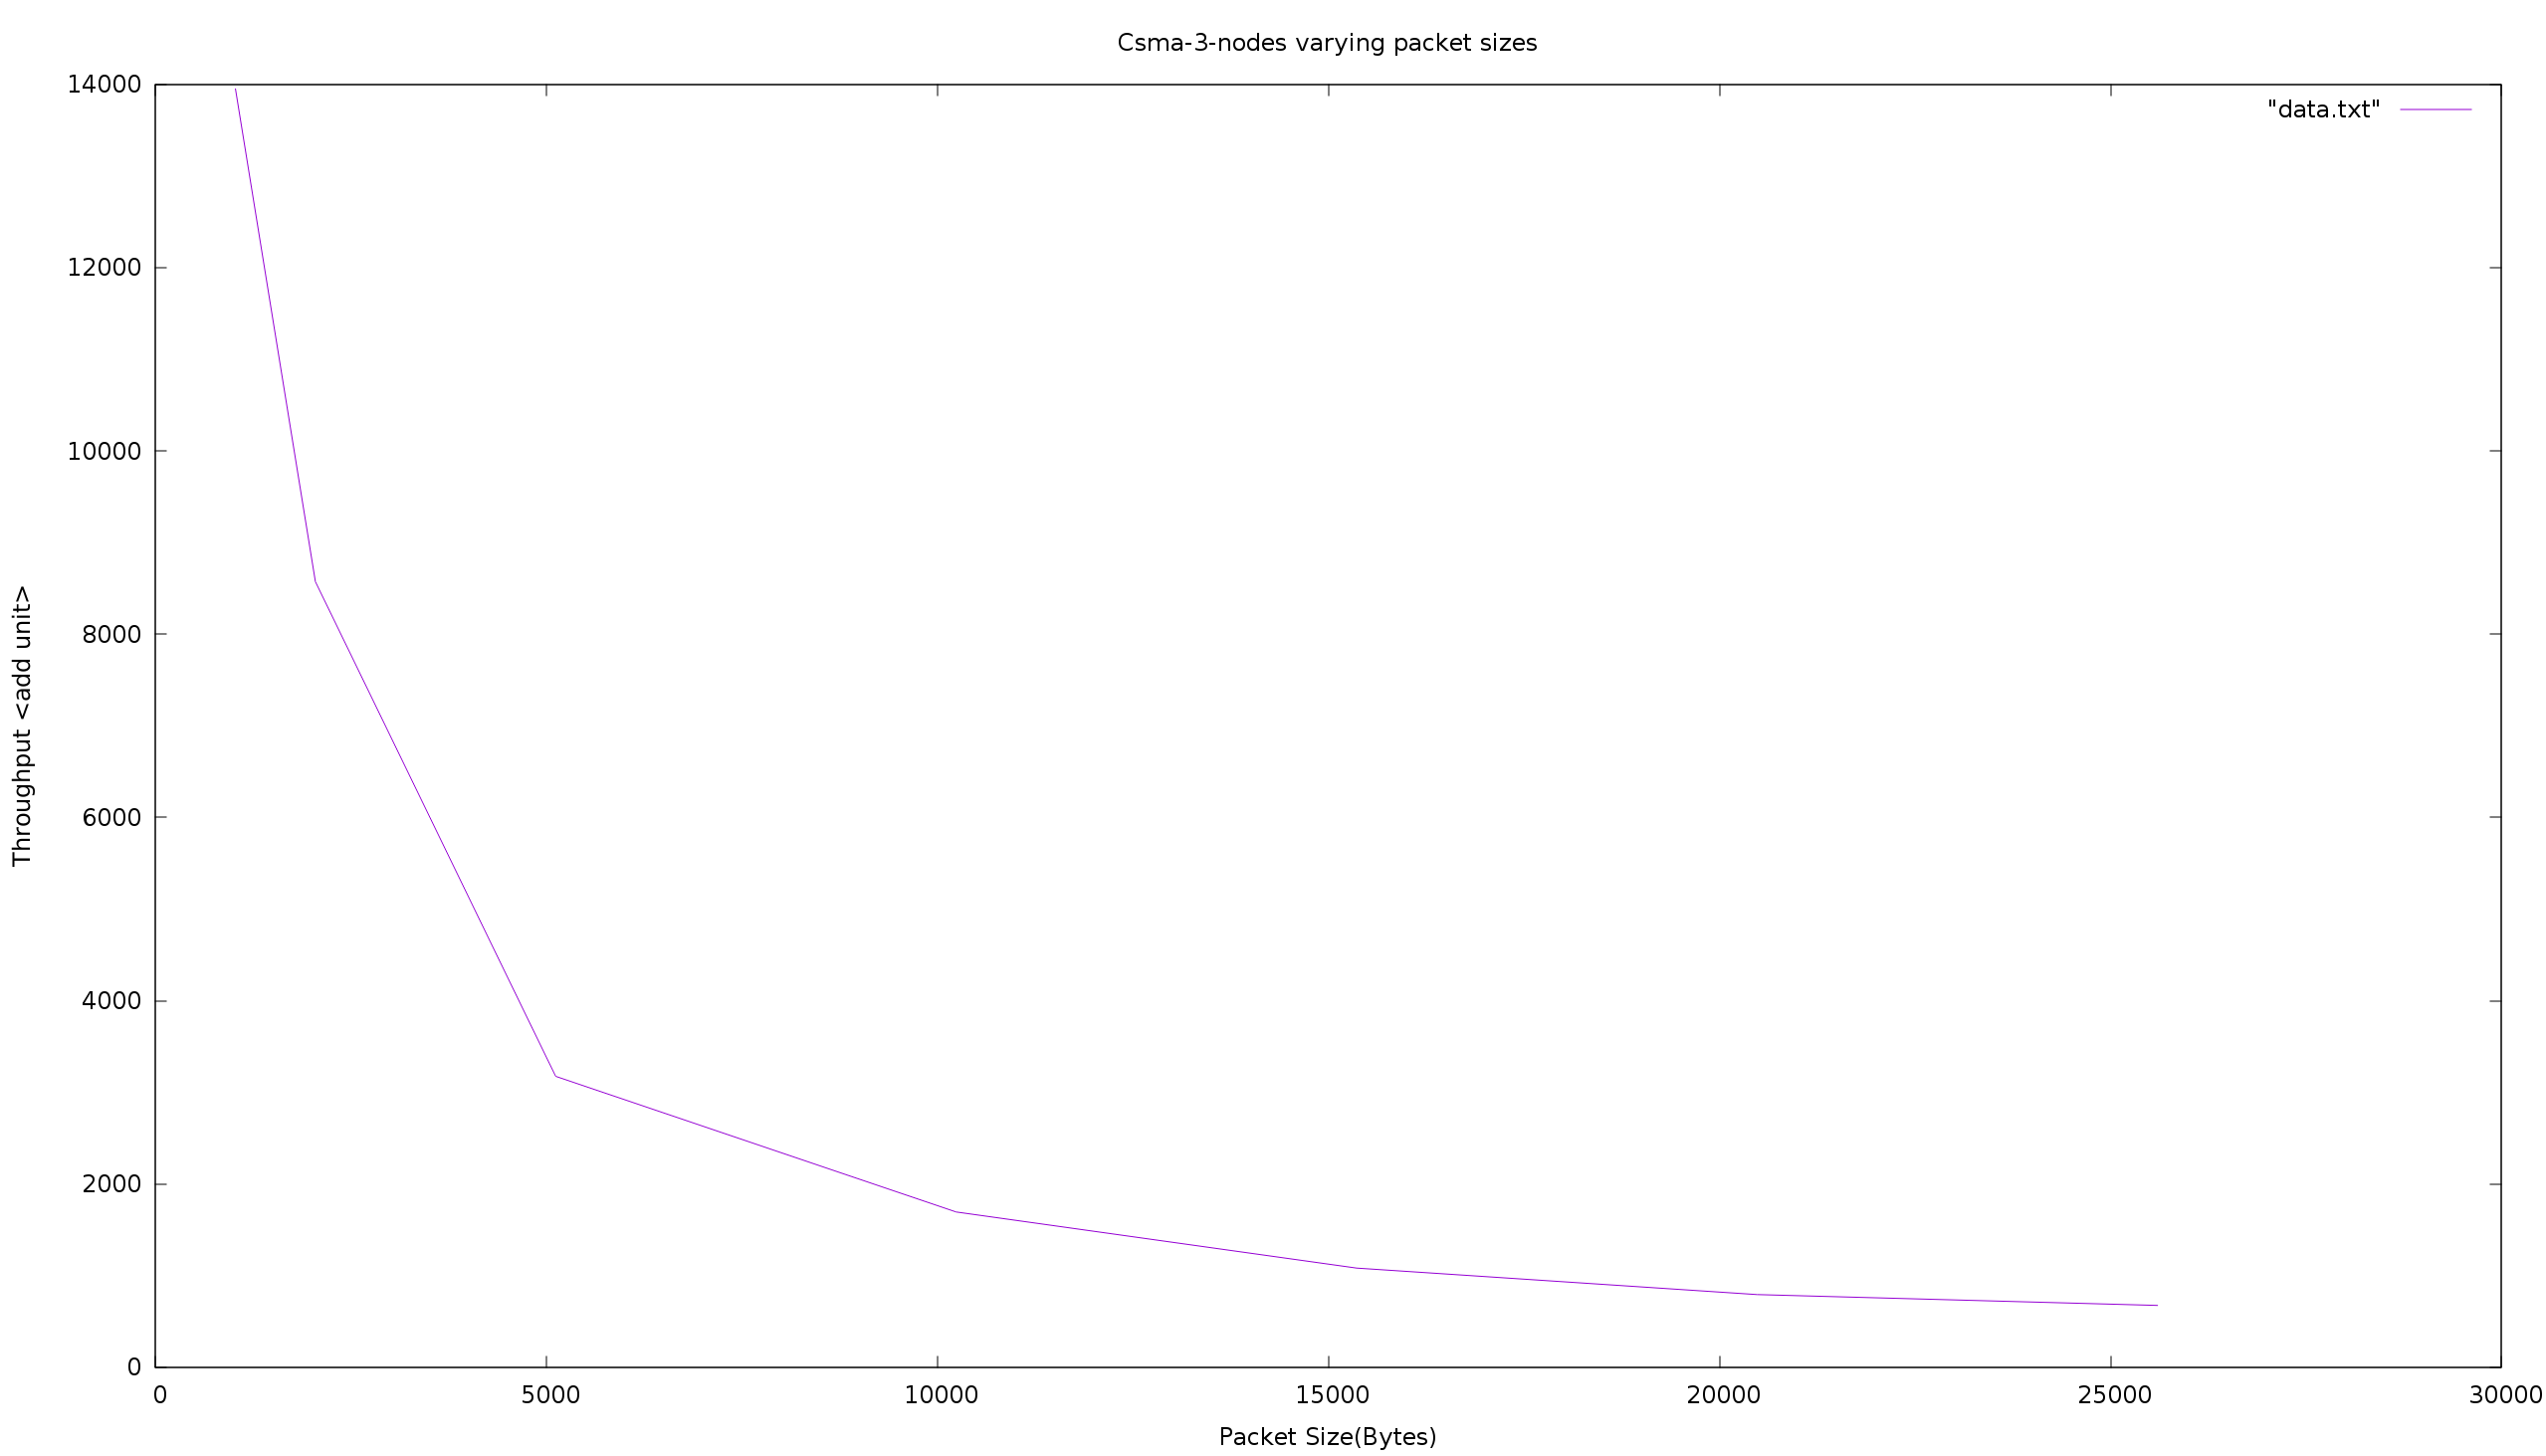 Csma-3-nodes varying packet sizes
"data.txt"
14000
12000
10000
8000
6000
4000
2000
0
Throughput <add unit>
0 5000 10000 15000 20000 25000 30000
Packet Size(Bytes)